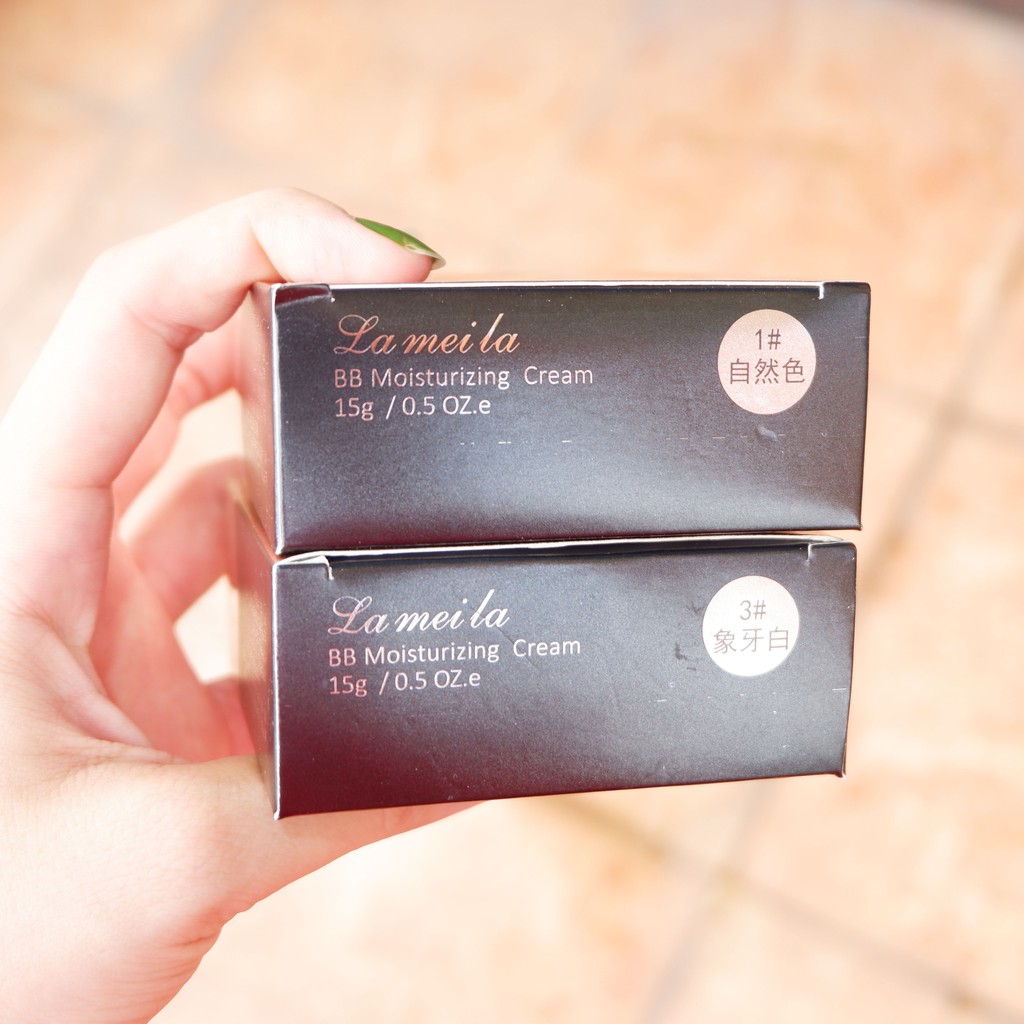 La mei la
BB Moisturizing Cream
15g / 0.5 OZ.e
1#
自然色
La mei la
BB Moisturizing Cream
15g / 0.5 OZ.e
3#
象牙白